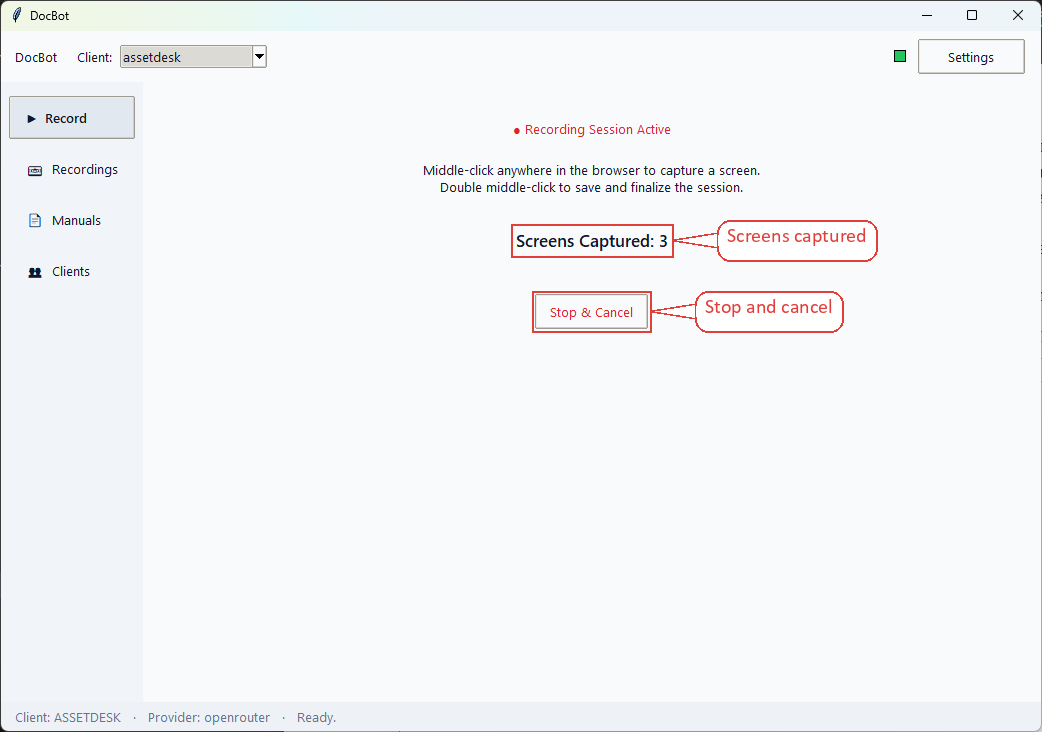 DocBot
DocBot Client: assetdesk Settings
Record
Recordings
Manuals
Clients
Recording Session Active
Middle-click anywhere in the browser to capture a screen.
Double middle-click to save and finalize the session.
Screens Captured: 3 Screens captured
Stop & Cancel Stop and cancel
Client: ASSETDESK · Provider: openrouter · Ready.